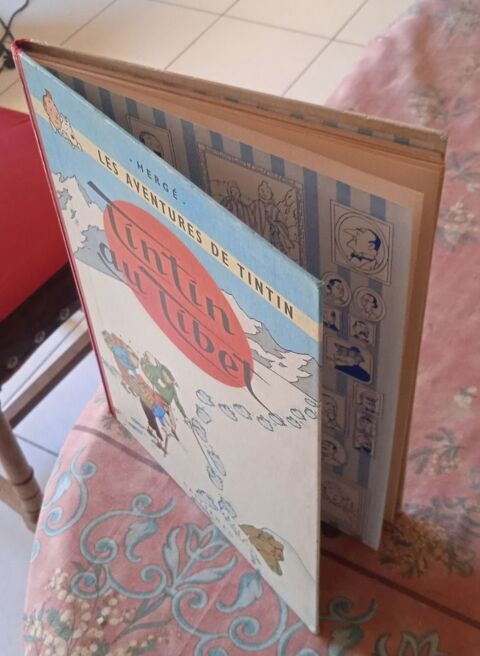 - HERGÉ -
LES AVENTURES DE TINTIN
Tintin
au Tibet